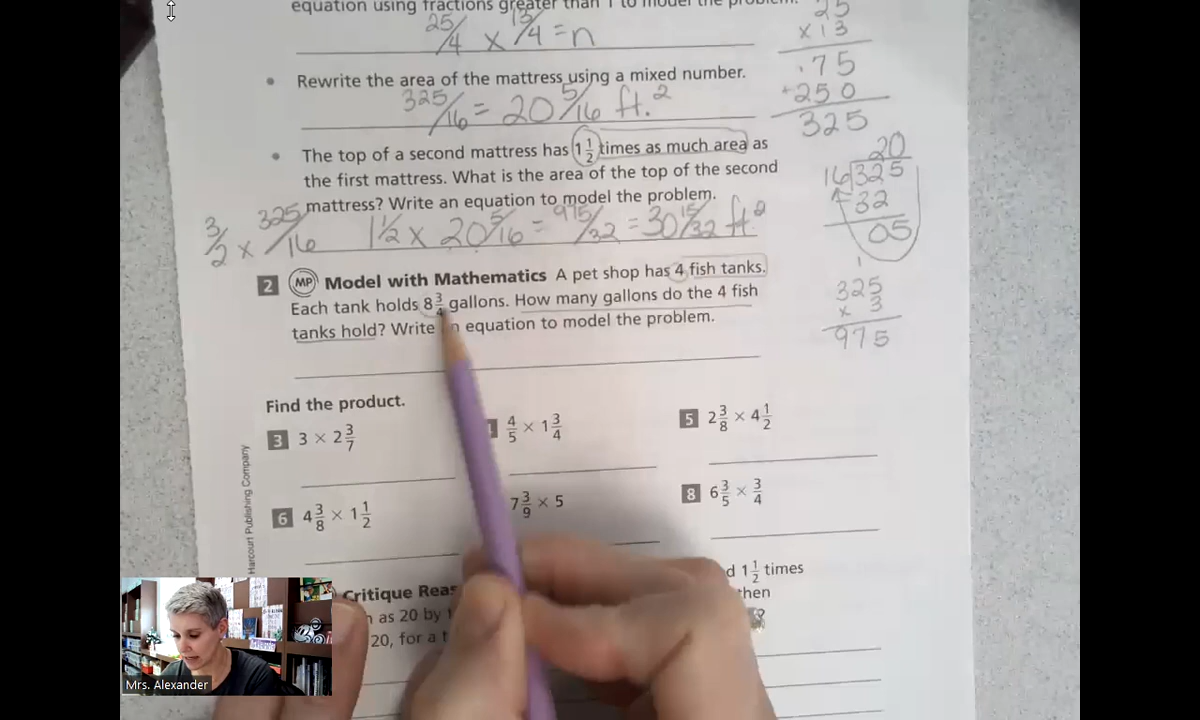 equation using fractions greater than 1 to model the problem.
25/4 × 13/4 = n
25
×13
75
+250
325
• Rewrite the area of the mattress using a mixed number.
325/16 = 20 5/16 ft.²
• The top of a second mattress has 1 1/2 times as much area as
the first mattress. What is the area of the top of the second
mattress? Write an equation to model the problem.
3/2 × 325/16 1 1/2 × 20 5/16 = 975/32 = 30 15/32 ft²
20
16 325
32
05
1
325
× 3
975
2 MP Model with Mathematics A pet shop has 4 fish tanks.
Each tank holds 8 3/4 gallons. How many gallons do the 4 fish
tanks hold? Write an equation to model the problem.
Find the product.
3 3 × 2 3/7
4/5 × 1 3/4
5 2 3/8 × 4 1/2
6 4 3/8 × 1 1/2
7 3/9 × 5
8 6 3/5 × 3/4
Harcourt Publishing Company
Critique Reas
d 1 1/2 times
as 20 by 1
then
20, for a t
Mrs. Alexander